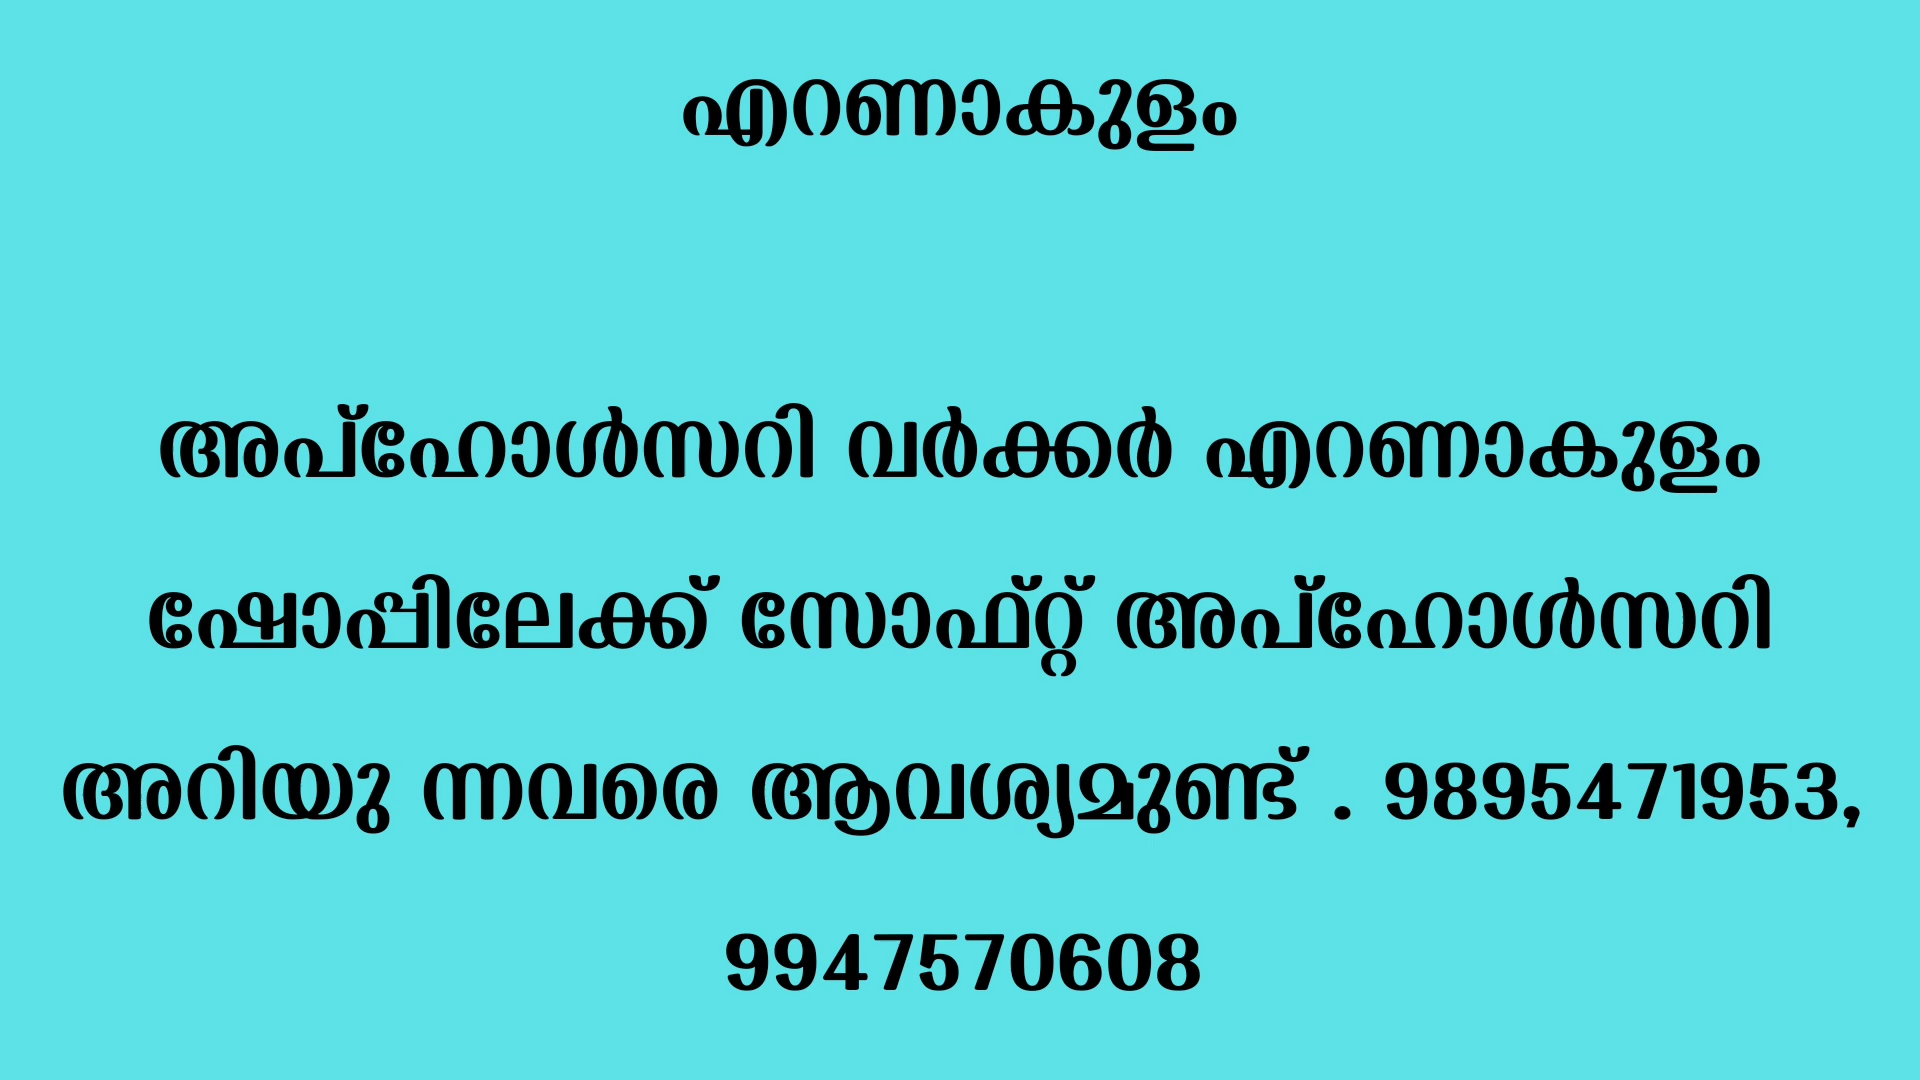 എറണാകുളം
അപ്ഹോൾസറി വർക്കർ എറണാകുളം
ഷോപ്പിലേക്ക് സോഫ്റ്റ് അപ്ഹോൾസറി
അറിയു ന്നവരെ ആവശ്യമുണ്ട് . 9895471953,
9947570608